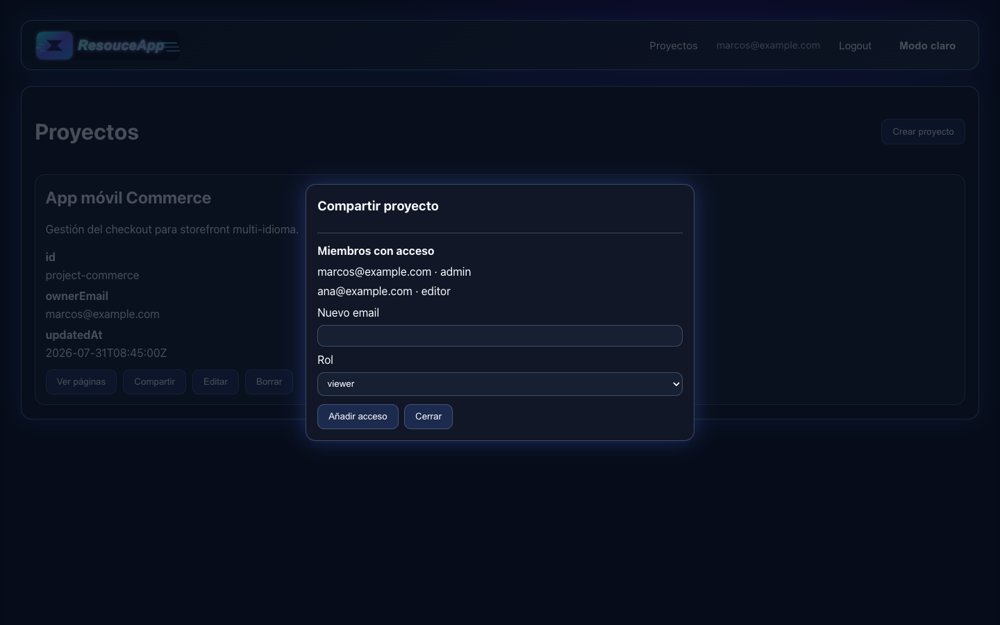 ResouceApp
Proyectos marcos@example.com Logout Modo claro
Proyectos
Crear proyecto
App móvil Commerce
Gestión del checkout para storefront multi-idioma.
id
project-commerce
ownerEmail
marcos@example.com
updatedAt
2026-07-31T08:45:00Z
Ver páginas Compartir Editar Borrar
Compartir proyecto
Miembros con acceso
marcos@example.com · admin
ana@example.com · editor
Nuevo email
Rol
viewer
Añadir acceso Cerrar